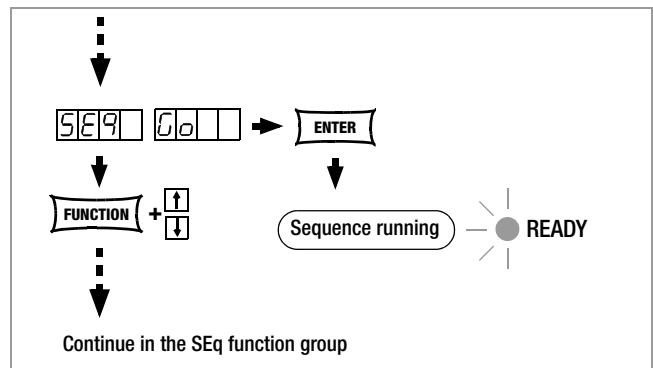 SEq Go ENTER
FUNCTION + ↑
↓
Sequence running READY
Continue in the SEq function group